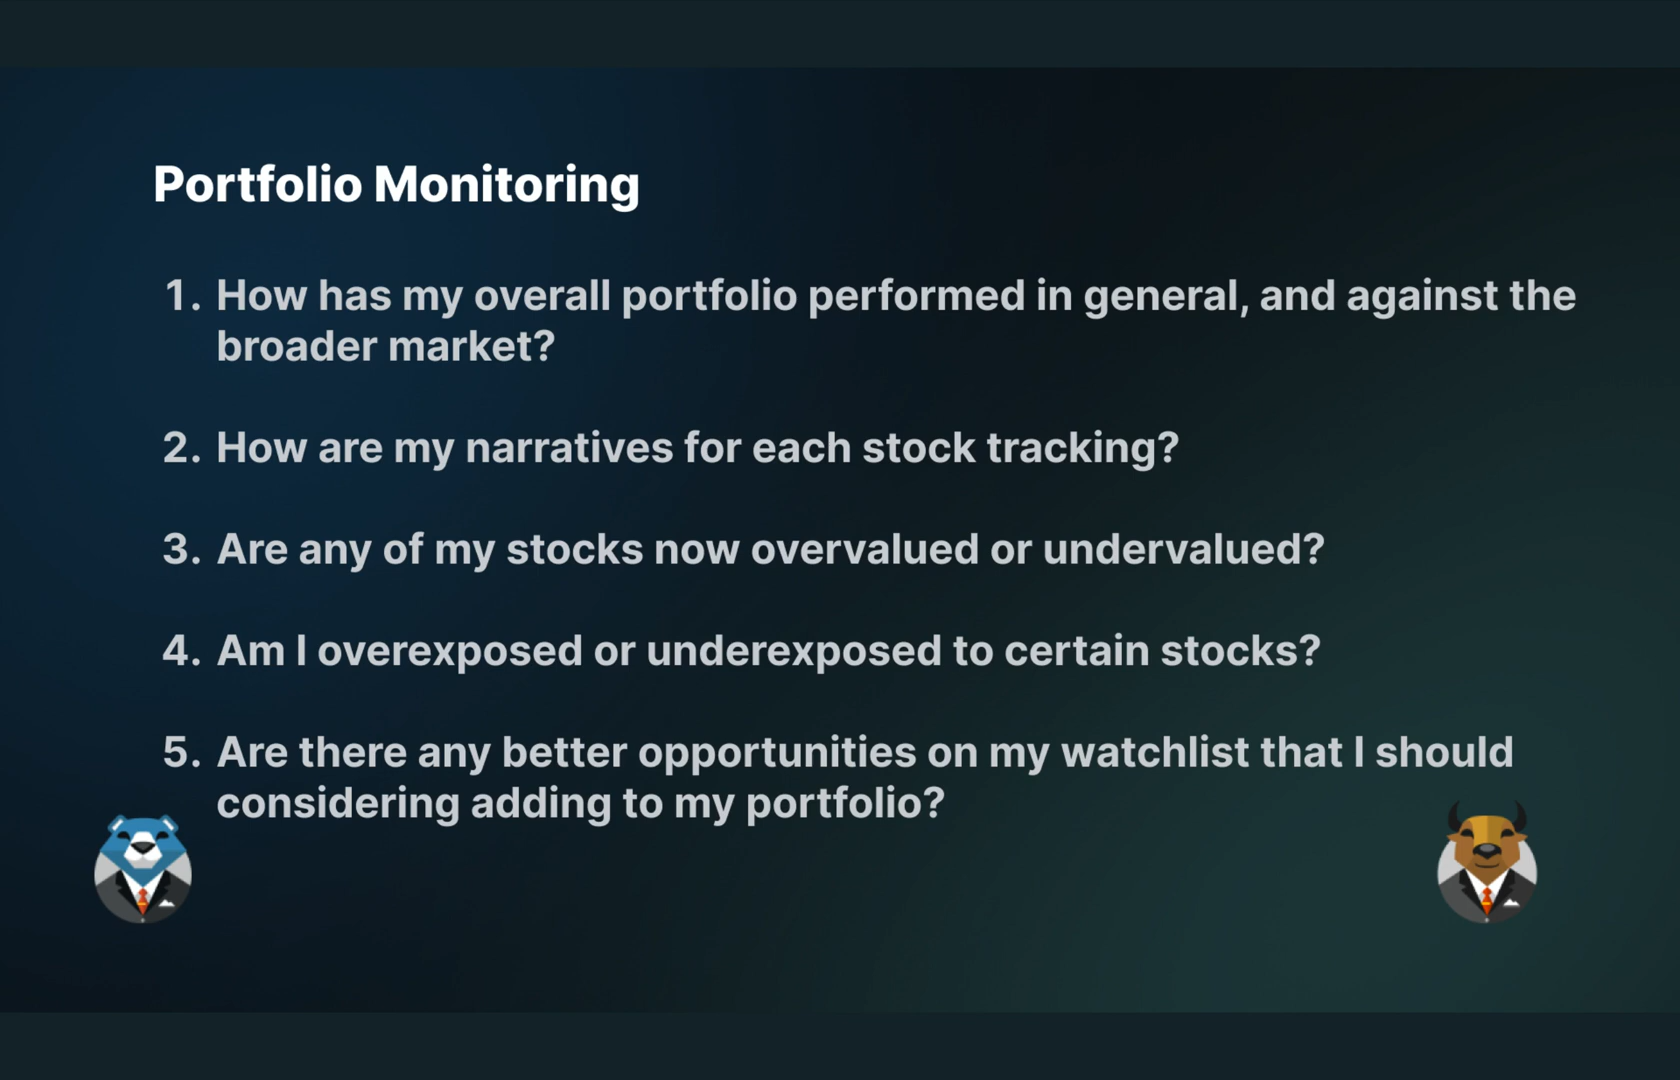 Portfolio Monitoring
1. How has my overall portfolio performed in general, and against the
broader market?
2. How are my narratives for each stock tracking?
3. Are any of my stocks now overvalued or undervalued?
4. Am I overexposed or underexposed to certain stocks?
5. Are there any better opportunities on my watchlist that I should
considering adding to my portfolio?